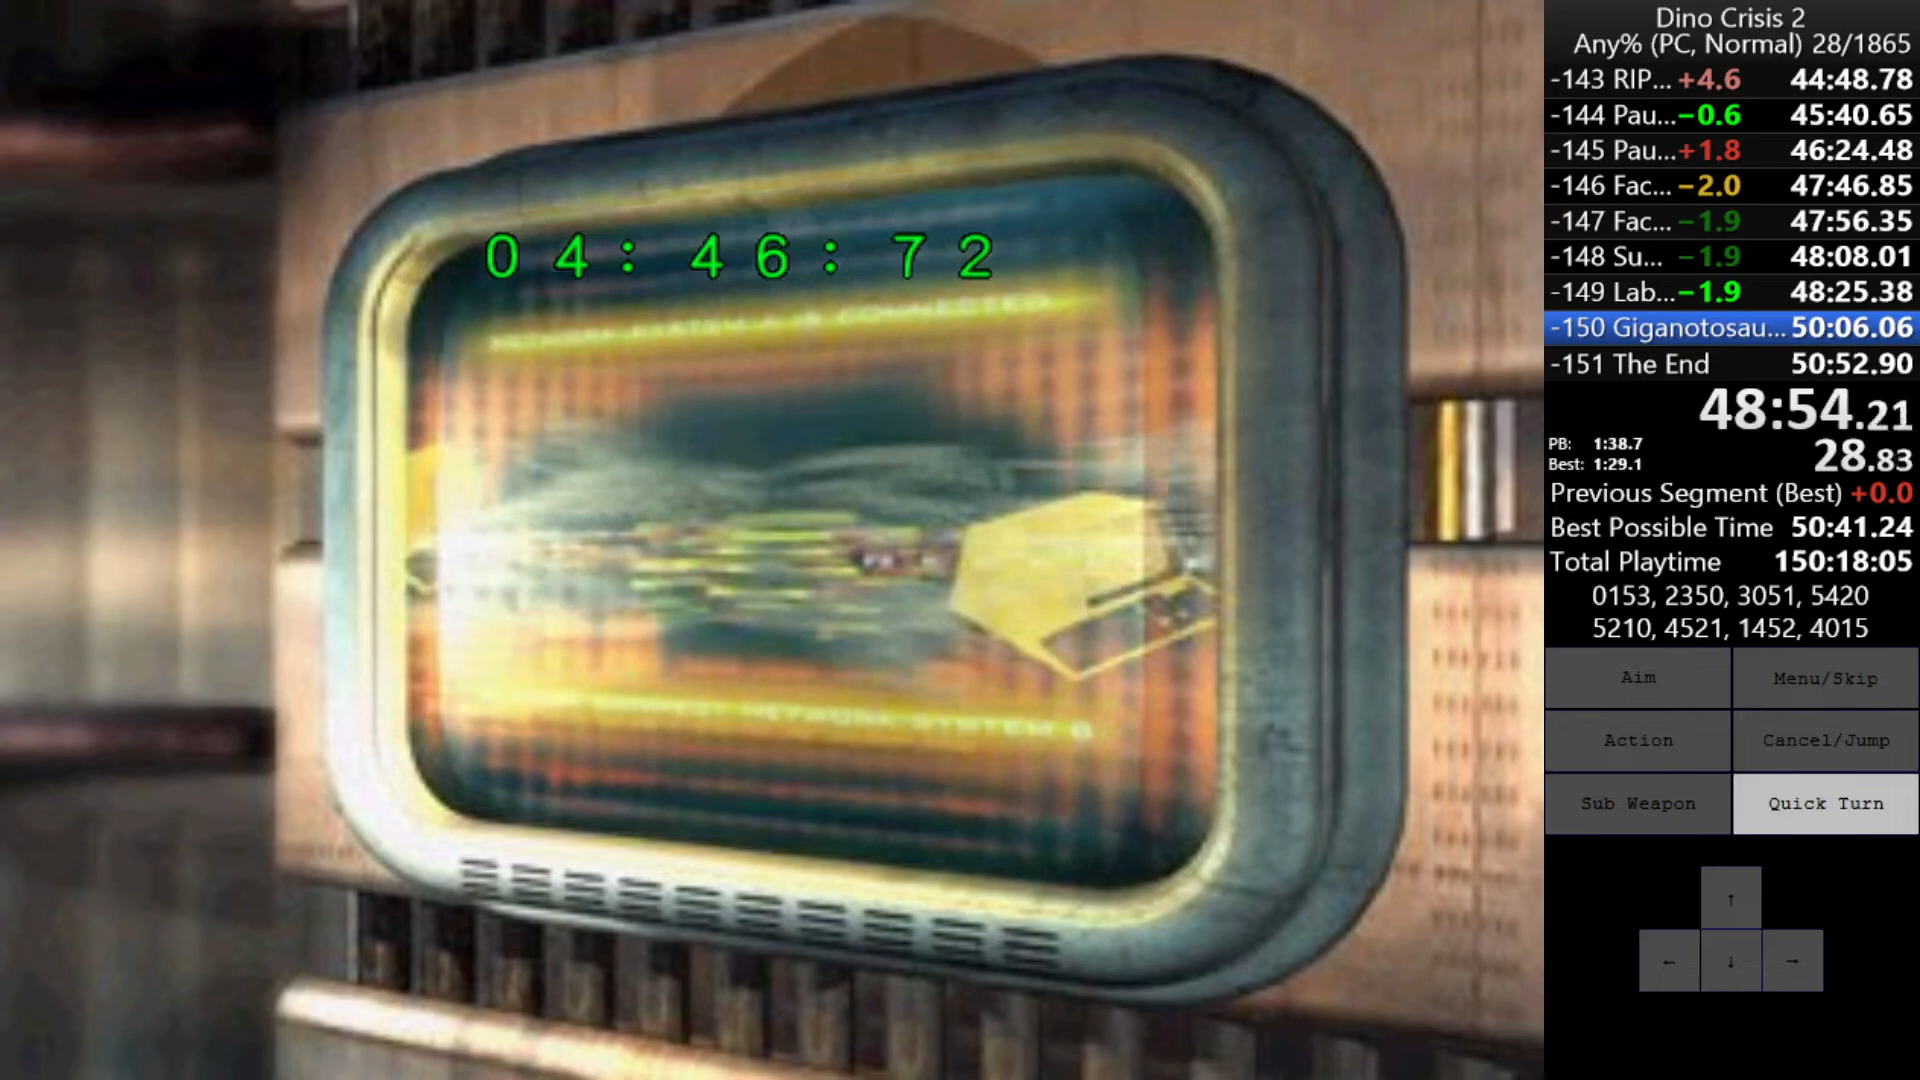 04:46:72
IS CONNECTED
NETWORK SYSTEM
Dino Crisis 2
Any% (PC, Normal) 28/1865
-143 RIP... +4.6 44:48.78
-144 Pau... -0.6 45:40.65
-145 Pau... +1.8 46:24.48
-146 Fac... -2.0 47:46.85
-147 Fac... -1.9 47:56.35
-148 Su... -1.9 48:08.01
-149 Lab... -1.9 48:25.38
-150 Giganotosau... 50:06.06
-151 The End 50:52.90
48:54.21
PB: 1:38.7
Best: 1:29.1
28.83
Previous Segment (Best) +0.0
Best Possible Time 50:41.24
Total Playtime 150:18:05
0153, 2350, 3051, 5420
5210, 4521, 1452, 4015
Aim Menu/Skip
Action Cancel/Jump
Sub Weapon Quick Turn
↑
← ↓ →